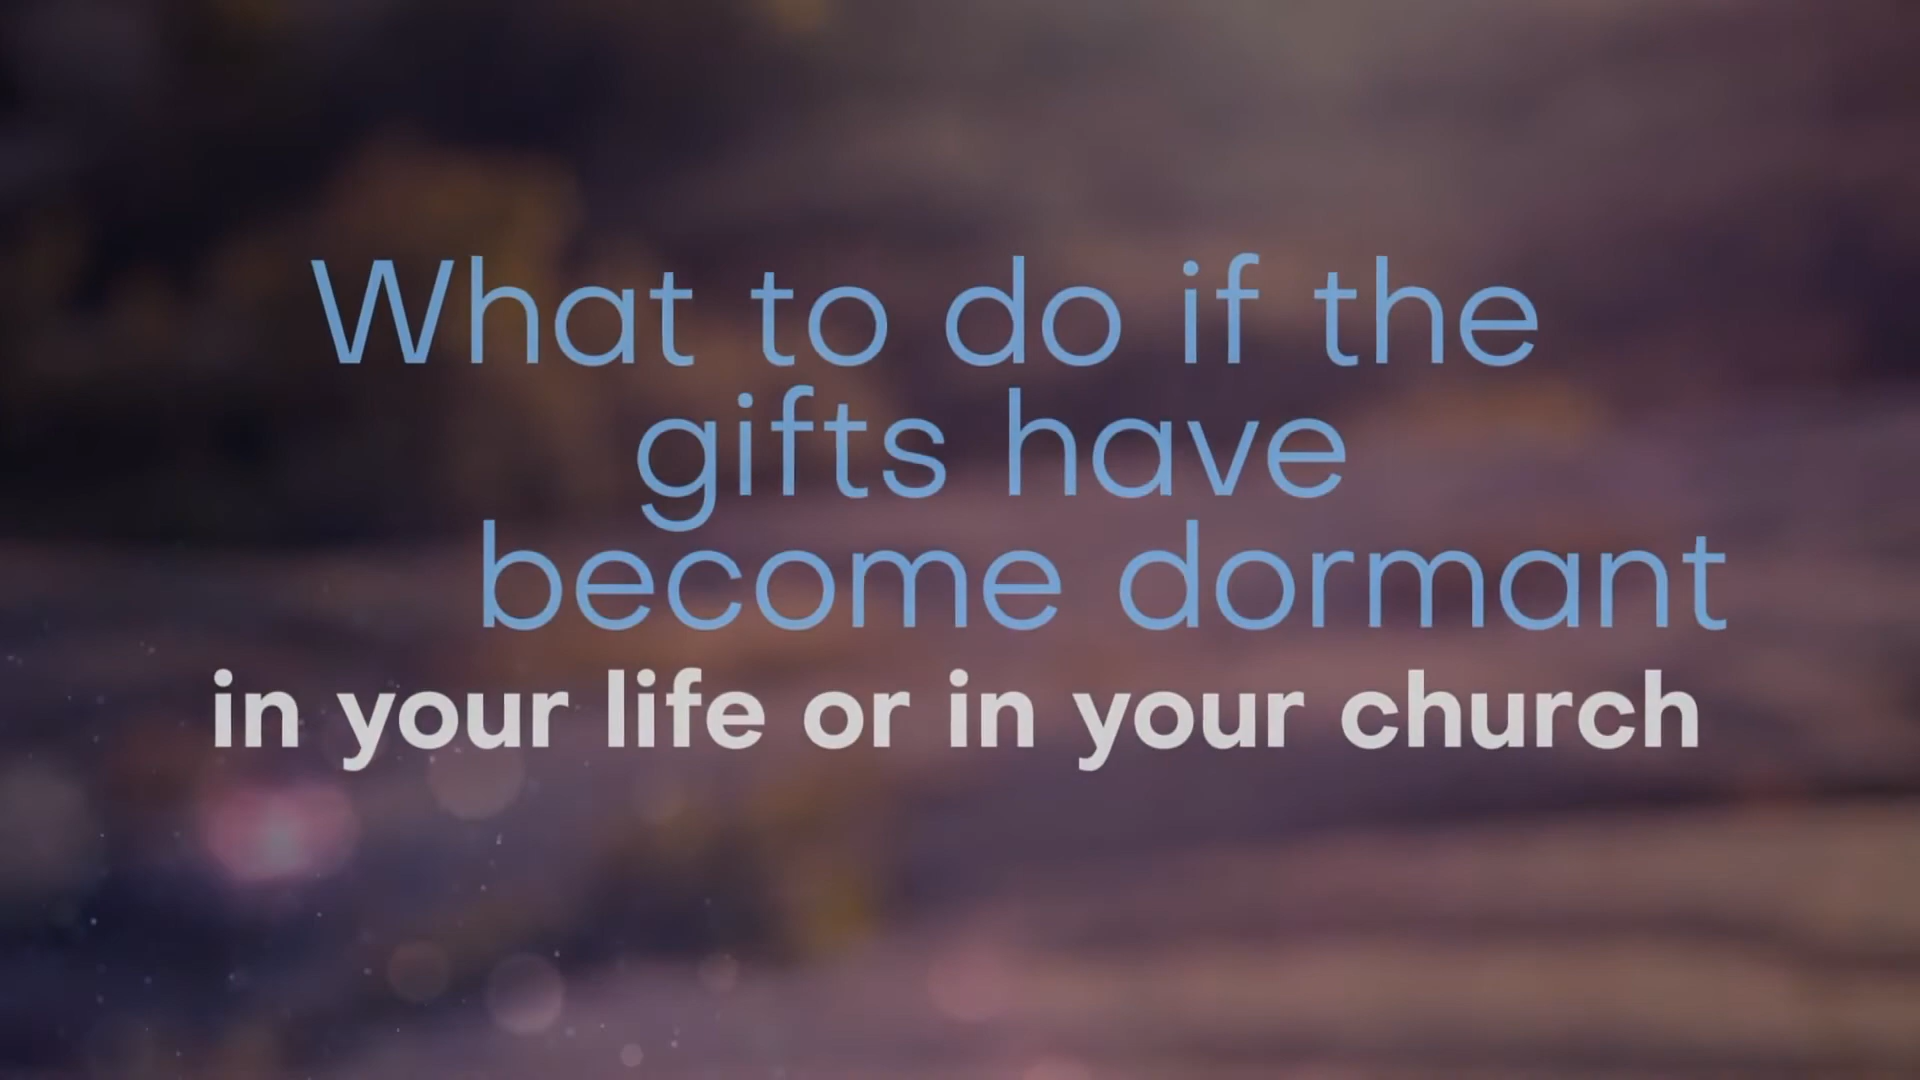 What to do if the
gifts have
become dormant
in your life or in your church